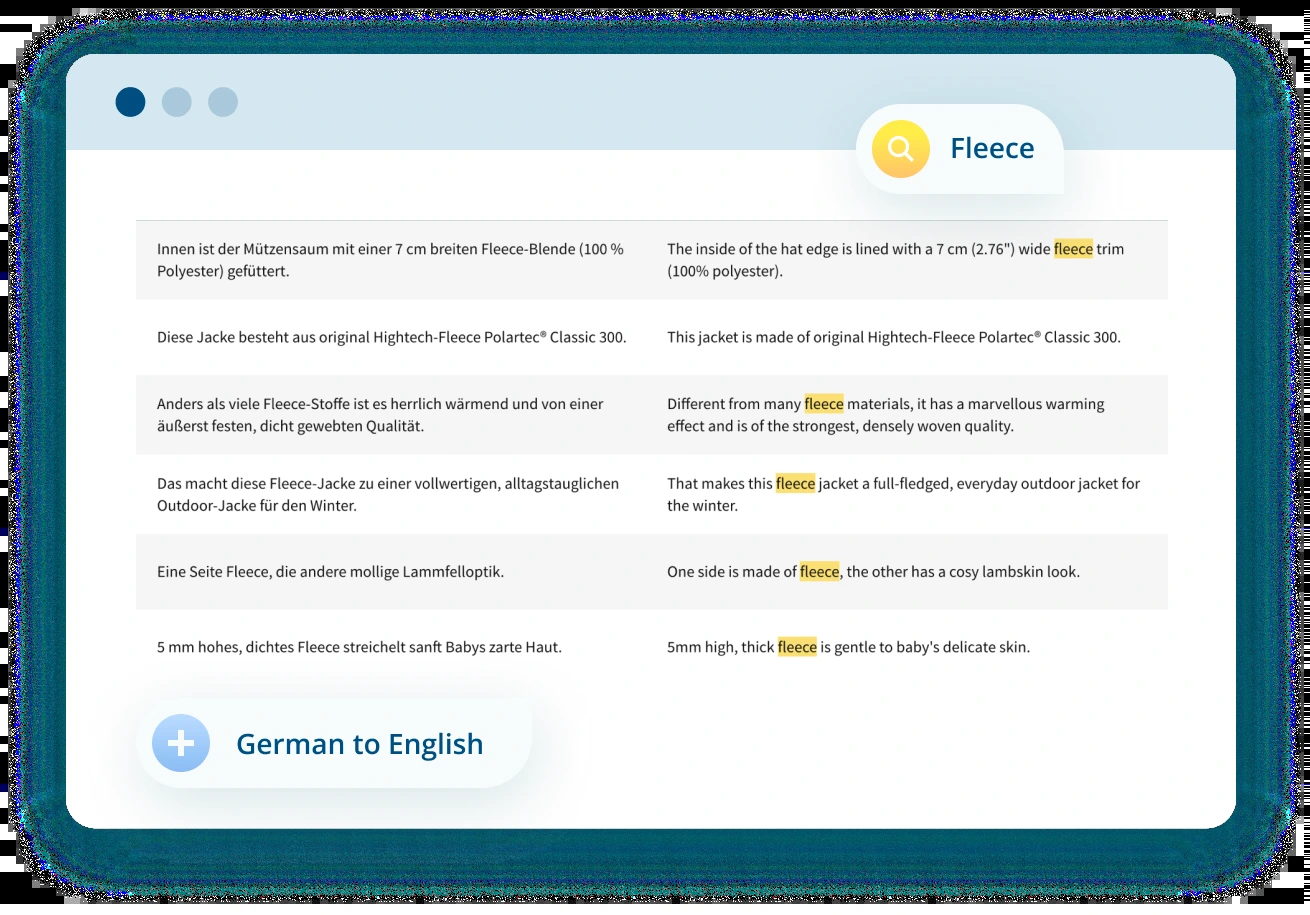 Fleece
Innen ist der Mützensaum mit einer 7 cm breiten Fleece-Blende (100 %
Polyester) gefüttert.
The inside of the hat edge is lined with a 7 cm (2.76") wide fleece trim
(100% polyester).
Diese Jacke besteht aus original Hightech-Fleece Polartec® Classic 300.
This jacket is made of original Hightech-Fleece Polartec® Classic 300.
Anders als viele Fleece-Stoffe ist es herrlich wärmend und von einer
äußerst festen, dicht gewebten Qualität.
Different from many fleece materials, it has a marvellous warming
effect and is of the strongest, densely woven quality.
Das macht diese Fleece-Jacke zu einer vollwertigen, alltagstauglichen
Outdoor-Jacke für den Winter.
That makes this fleece jacket a full-fledged, everyday outdoor jacket for
the winter.
Eine Seite Fleece, die andere mollige Lammfelloptik.
One side is made of fleece, the other has a cosy lambskin look.
5 mm hohes, dichtes Fleece streichelt sanft Babys zarte Haut.
5mm high, thick fleece is gentle to baby's delicate skin.
German to English